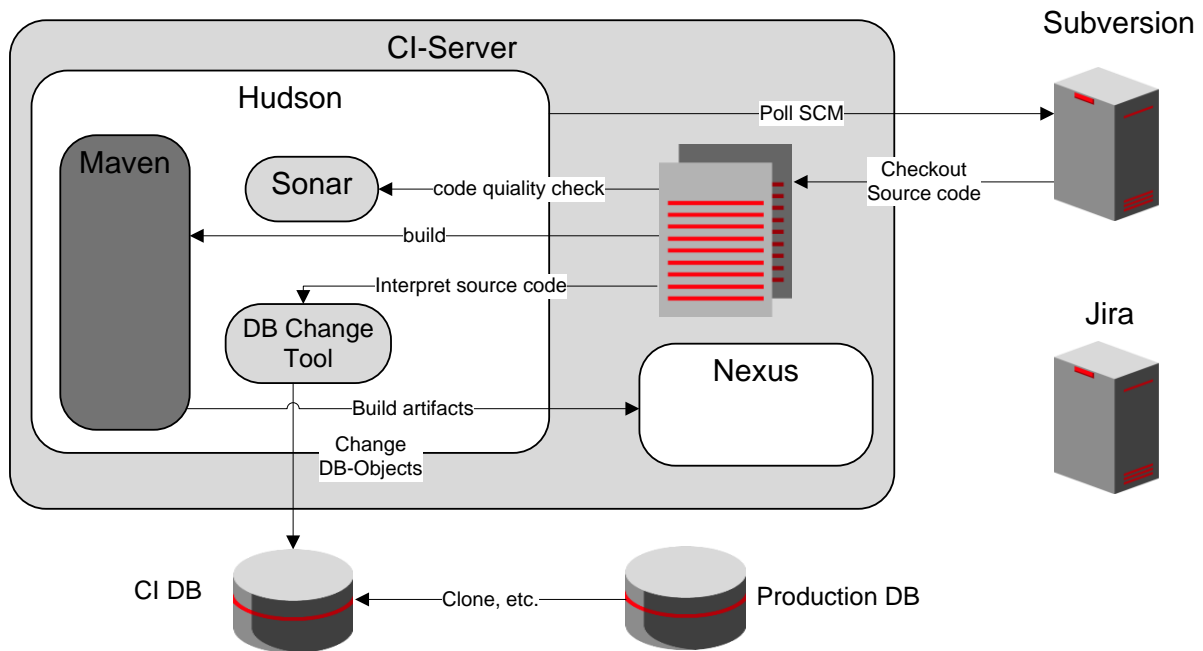 Subversion
CI-Server
Hudson
Poll SCM
Maven
Sonar
code quiality check
Checkout
Source code
build
Interpret source code
Jira
DB Change
Tool
Nexus
Build artifacts
Change
DB-Objects
CI DB
Clone, etc.
Production DB